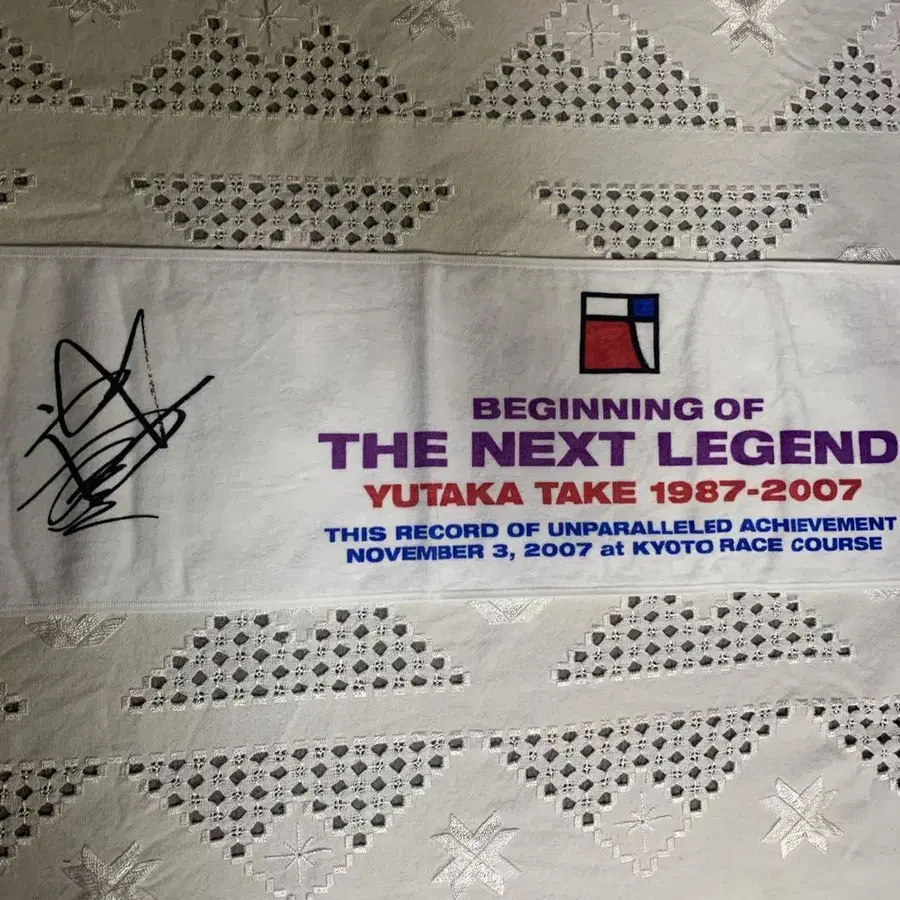 BEGINNING OF
THE NEXT LEGEND
YUTAKA TAKE 1987-2007
THIS RECORD OF UNPARALLELED ACHIEVEMENT
NOVEMBER 3, 2007 at KYOTO RACE COURSE